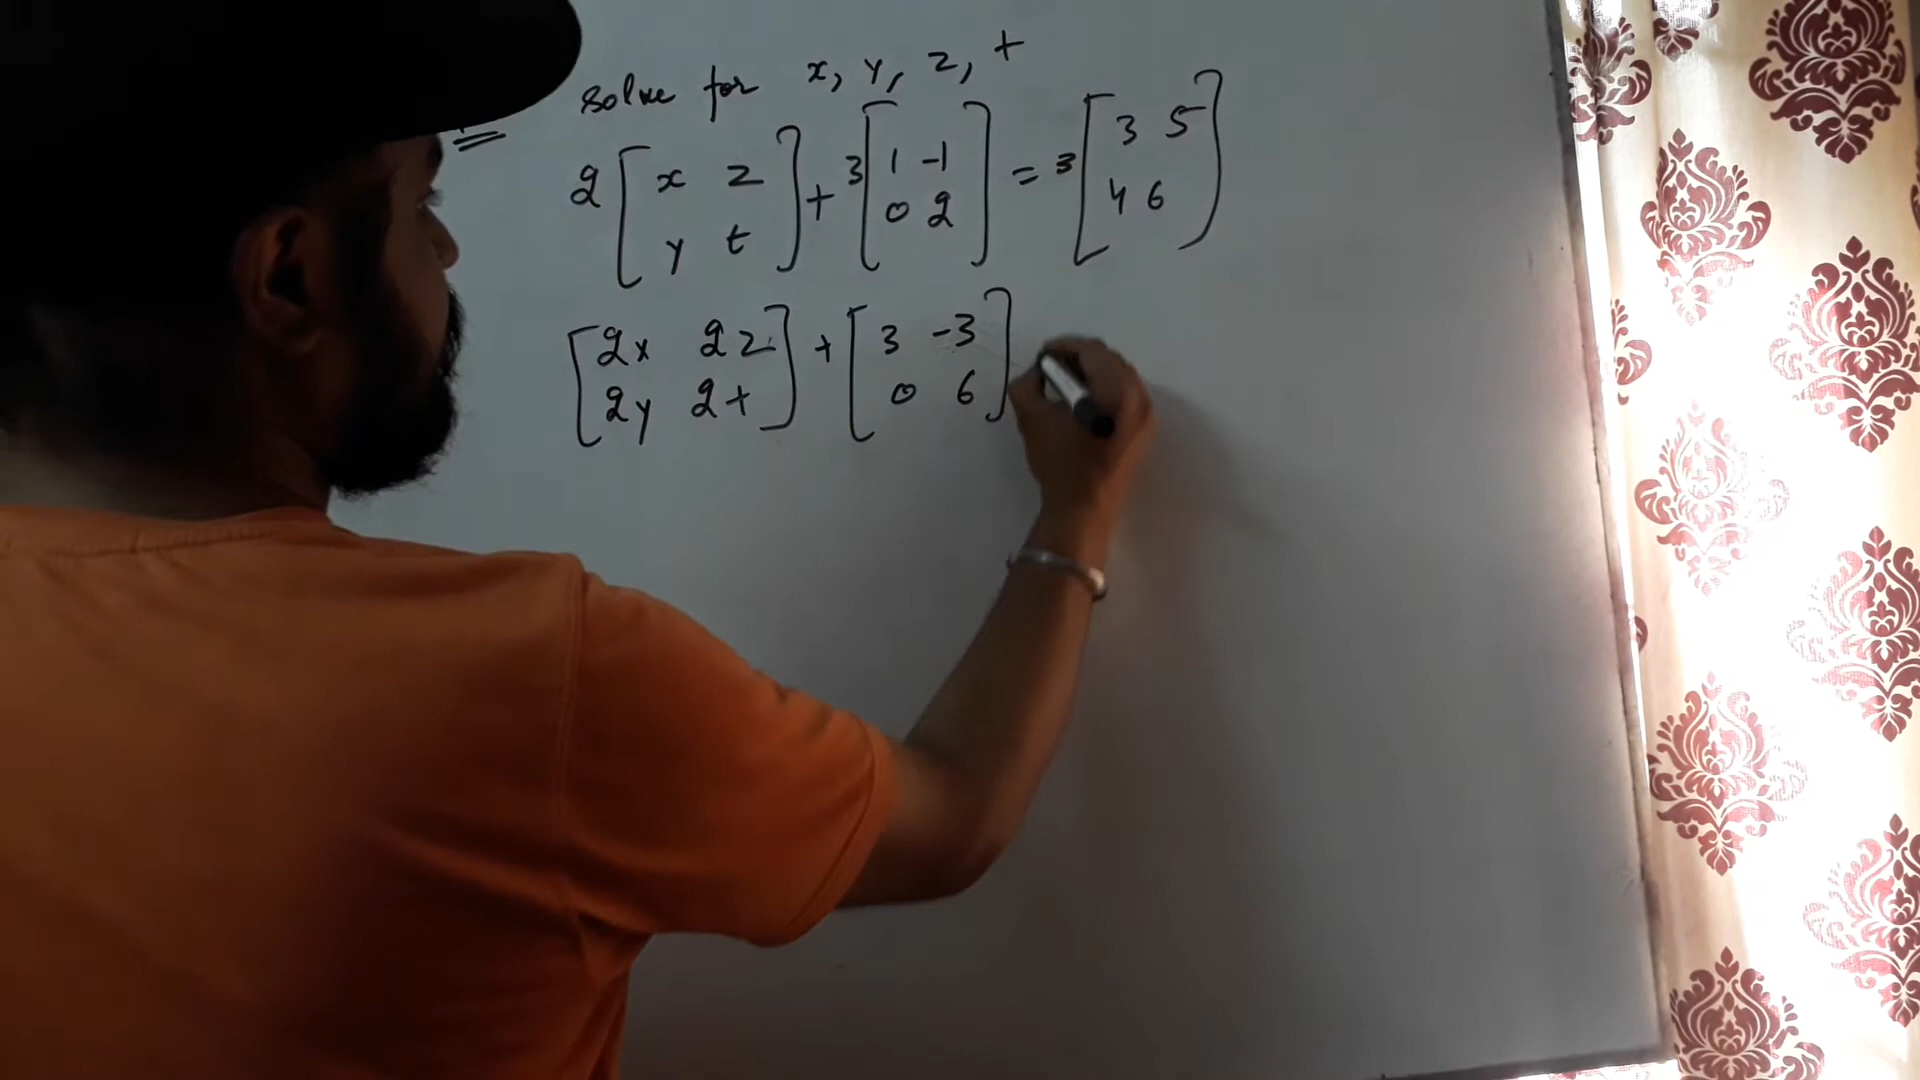 solve for x, y, z, t
2 [ x z ] + 3 [ 1 -1 ] = 3 [ 3 5 ]
[ y t ] [ 0 2 ] [ 4 6 ]
[ 2x 2z ] + [ 3 -3 ]
[ 2y 2t ] [ 0 6 ]